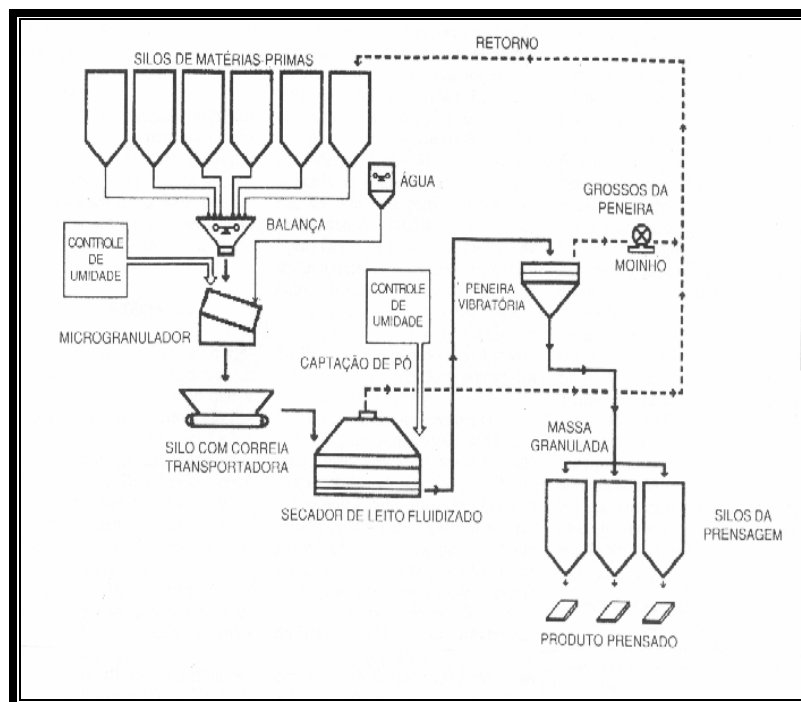 RETORNO
SILOS DE MATÉRIAS-PRIMAS
ÁGUA
GROSSOS DA
PENEIRA
BALANÇA
CONTROLE
DE
UMIDADE
MOINHO
CONTROLE
DE
UMIDADE
PENEIRA
VIBRATÓRIA
MICROGRANULADOR
CAPTAÇÃO DE PÓ
MASSA
GRANULADA
SILO COM CORREIA
TRANSPORTADORA
SECADOR DE LEITO FLUIDIZADO
SILOS DA
PRENSAGEM
PRODUTO PRENSADO